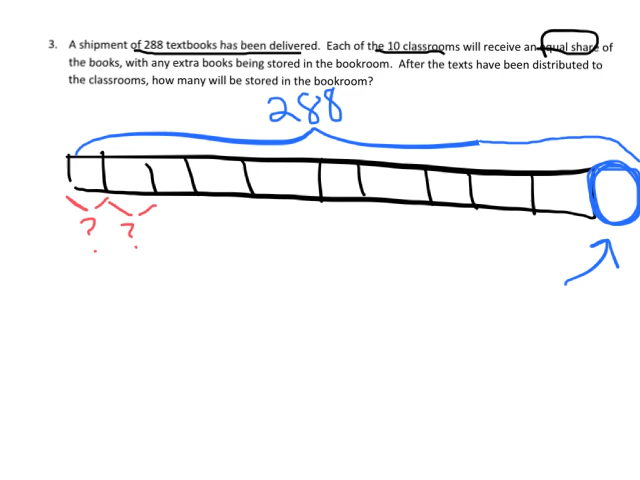 3. A shipment of 288 textbooks has been delivered. Each of the 10 classrooms will receive an equal share of
the books, with any extra books being stored in the bookroom. After the texts have been distributed to
the classrooms, how many will be stored in the bookroom?
288
? ?